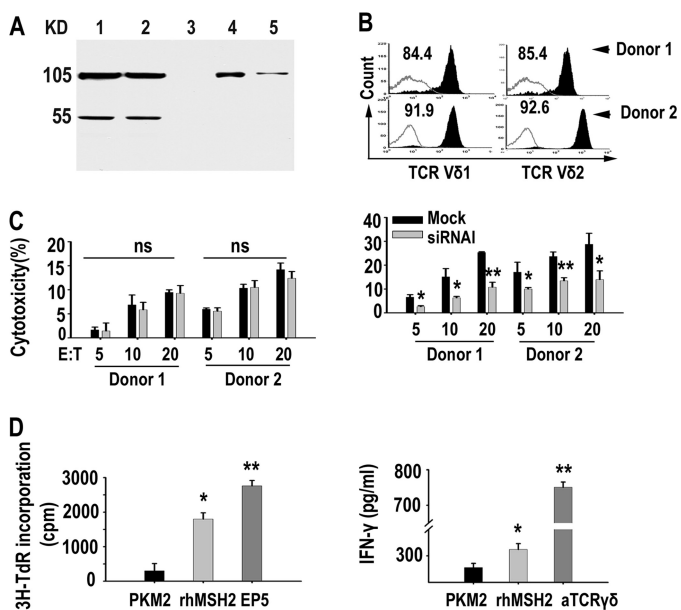 A
KD 1 2 3 4 5
105
55
B
Count
84.4
85.4
Donor 1
91.9
92.6
Donor 2
TCR Vδ1
TCR Vδ2
C
Cytotoxicity(%)
20
15
10
5
0
ns
ns
E:T 5 10 20 5 10 20
Donor 1
Donor 2
40
30
20
10
0
Mock
siRNAI
* * ** * ** *
5 10 20 5 10 20
Donor 1
Donor 2
D
3H-TdR incorporation
(cpm)
3000
2000
1000
0
*
**
PKM2 rhMSH2 EP5
IFN-γ (pg/ml)
800
700
300
*
**
PKM2 rhMSH2 aTCRγδ